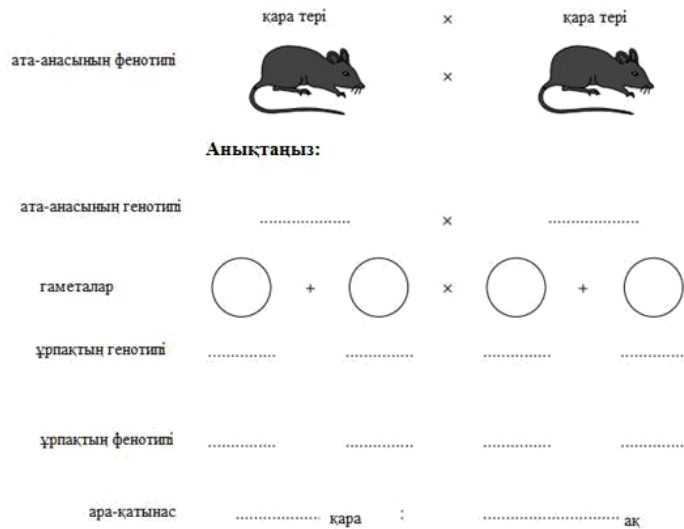 қара тері × қара тері
ата-анасының фенотипі ×
Анықтаңыз:
ата-анасының генотипі .................... × ....................
гаметалар + × +
ұрпақтың генотипі ............... ............... ............... ...............
ұрпақтың фенотипі ............... ............... ............... ...............
ара-қатынас ................... қара : ............................... ақ